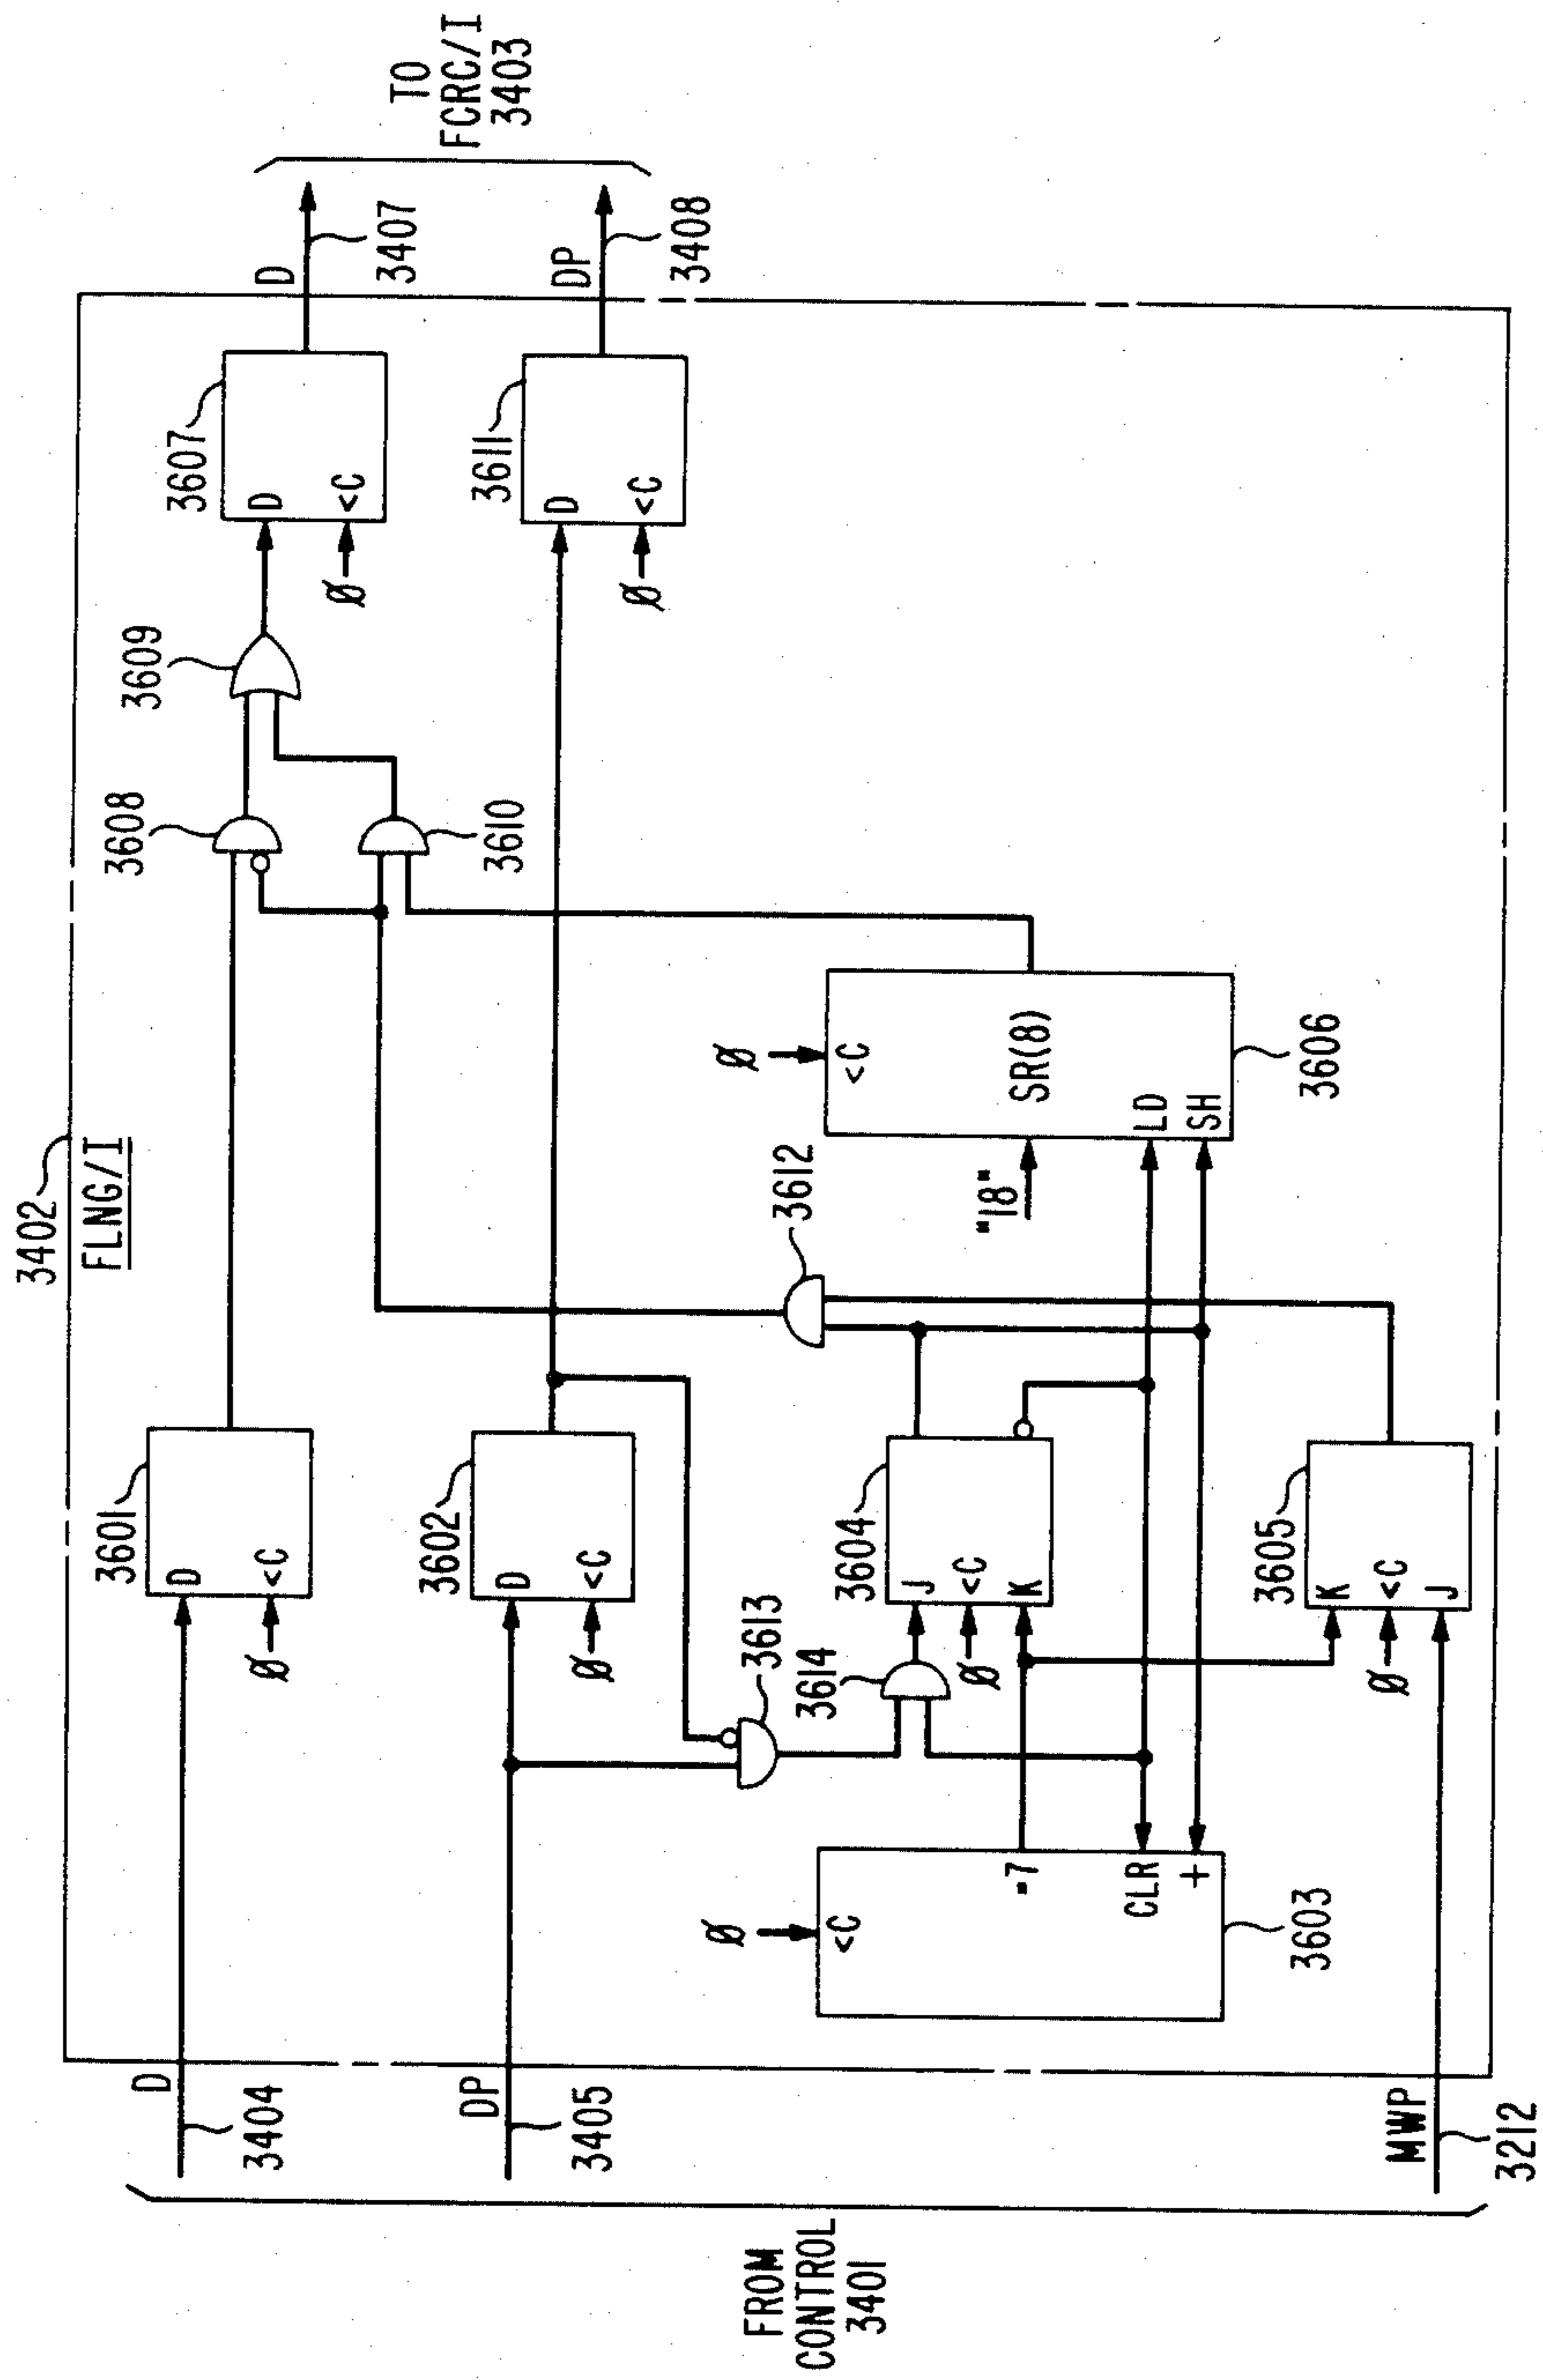 3402
FLNG/I
FROM
CONTROL
3401
D
3404
DP
3405
MWP
3212
3601
D
<C
Ø
3602
D
<C
Ø
3613
3614
3603
Ø
<C
=7
CLR
+
3604
J
<C
K
Ø
3605
K
<C
J
Ø
3612
"18"
3606
Ø
<C
SR(8)
LD
SH
3608
3610
3609
3607
D
<C
Ø
3611
D
<C
Ø
D
3407
DP
3408
TO
FCRC/I
3403